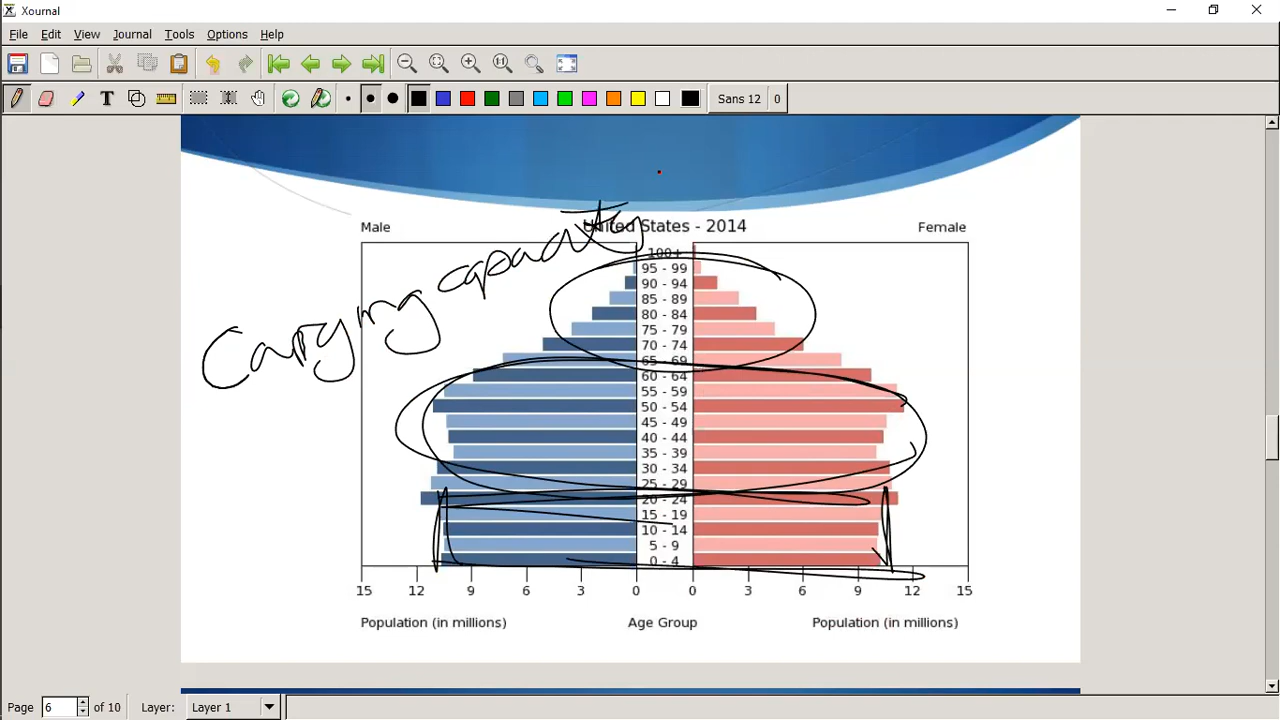 Xournal
File Edit View Journal Tools Options Help
Sans 12 0
Male United States - 2014 Female
Carrying capacity
100+
95 - 99
90 - 94
85 - 89
80 - 84
75 - 79
70 - 74
65 - 69
60 - 64
55 - 59
50 - 54
45 - 49
40 - 44
35 - 39
30 - 34
25 - 29
20 - 24
15 - 19
10 - 14
5 - 9
0 - 4
15 12 9 6 3 0 0 3 6 9 12 15
Population (in millions) Age Group Population (in millions)
Page 6 of 10 Layer: Layer 1